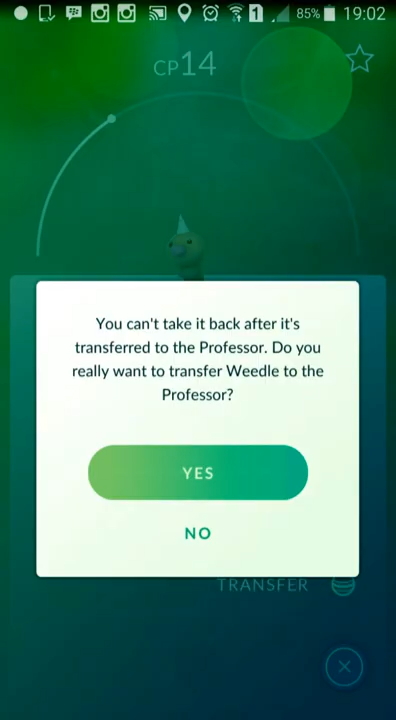 1 85% 19:02
CP14
You can't take it back after it's
transferred to the Professor. Do you
really want to transfer Weedle to the
Professor?
YES
NO
TRANSFER